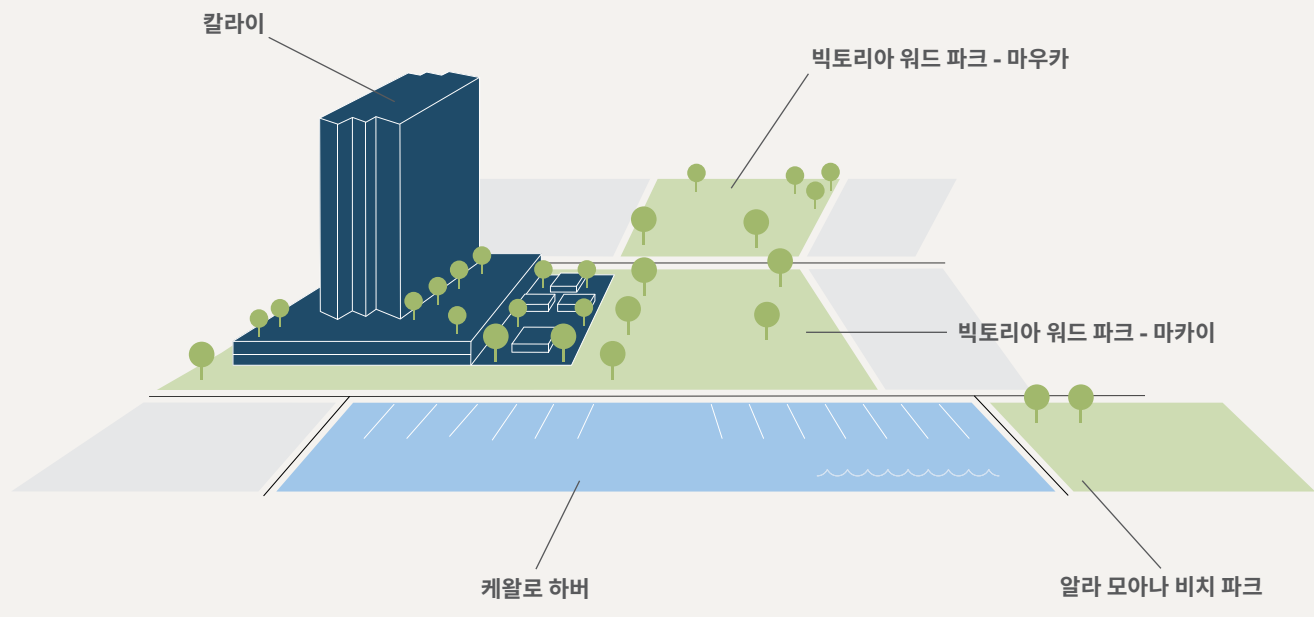 칼라이
빅토리아 워드 파크 - 마우카
빅토리아 워드 파크 - 마카이
케왈로 하버
알라 모아나 비치 파크